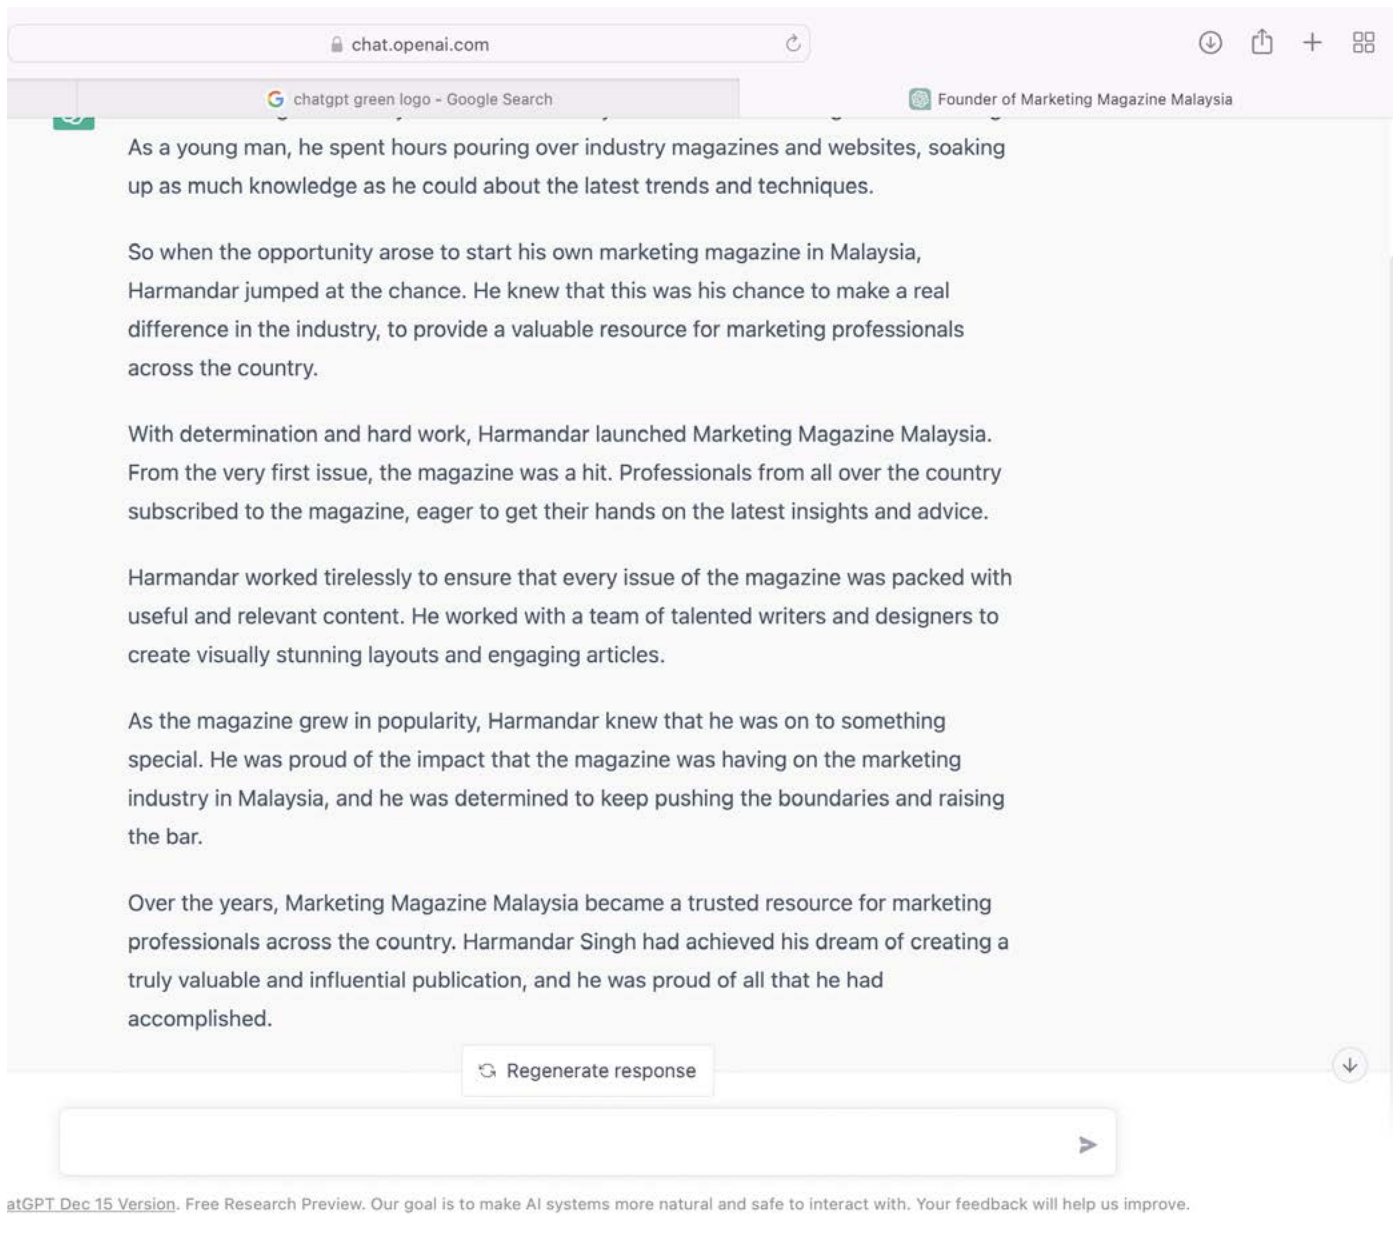 chat.openai.com
chatgpt green logo - Google Search
Founder of Marketing Magazine Malaysia
As a young man, he spent hours pouring over industry magazines and websites, soaking
up as much knowledge as he could about the latest trends and techniques.
So when the opportunity arose to start his own marketing magazine in Malaysia,
Harmandar jumped at the chance. He knew that this was his chance to make a real
difference in the industry, to provide a valuable resource for marketing professionals
across the country.
With determination and hard work, Harmandar launched Marketing Magazine Malaysia.
From the very first issue, the magazine was a hit. Professionals from all over the country
subscribed to the magazine, eager to get their hands on the latest insights and advice.
Harmandar worked tirelessly to ensure that every issue of the magazine was packed with
useful and relevant content. He worked with a team of talented writers and designers to
create visually stunning layouts and engaging articles.
As the magazine grew in popularity, Harmandar knew that he was on to something
special. He was proud of the impact that the magazine was having on the marketing
industry in Malaysia, and he was determined to keep pushing the boundaries and raising
the bar.
Over the years, Marketing Magazine Malaysia became a trusted resource for marketing
professionals across the country. Harmandar Singh had achieved his dream of creating a
truly valuable and influential publication, and he was proud of all that he had
accomplished.
Regenerate response
atGPT Dec 15 Version. Free Research Preview. Our goal is to make AI systems more natural and safe to interact with. Your feedback will help us improve.